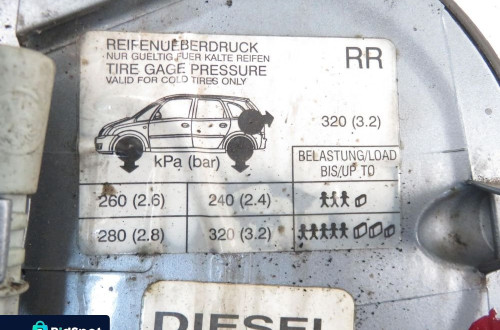 REIFENUEBERDRUCK
NUR GUELTIG FUER KALTE REIFEN
TIRE GAGE PRESSURE
VALID FOR COLD TIRES ONLY
RR
320 (3.2)
kPa (bar)
BELASTUNG/LOAD
BIS/UP TO
260 (2.6) 240 (2.4)
280 (2.8) 320 (3.2)
DIESEL
BidSpot